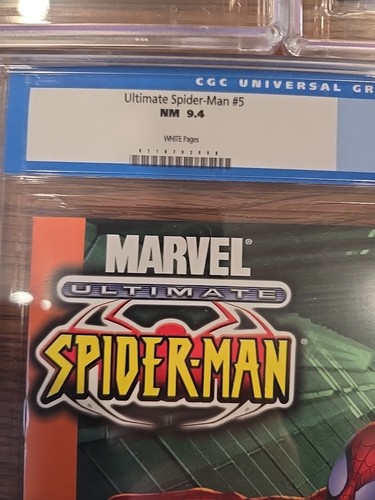 CGC UNIVERSAL GR
Ultimate Spider-Man #5
NM 9.4
WHITE Pages
MARVEL®
ULTIMATE
SPIDER-MAN®